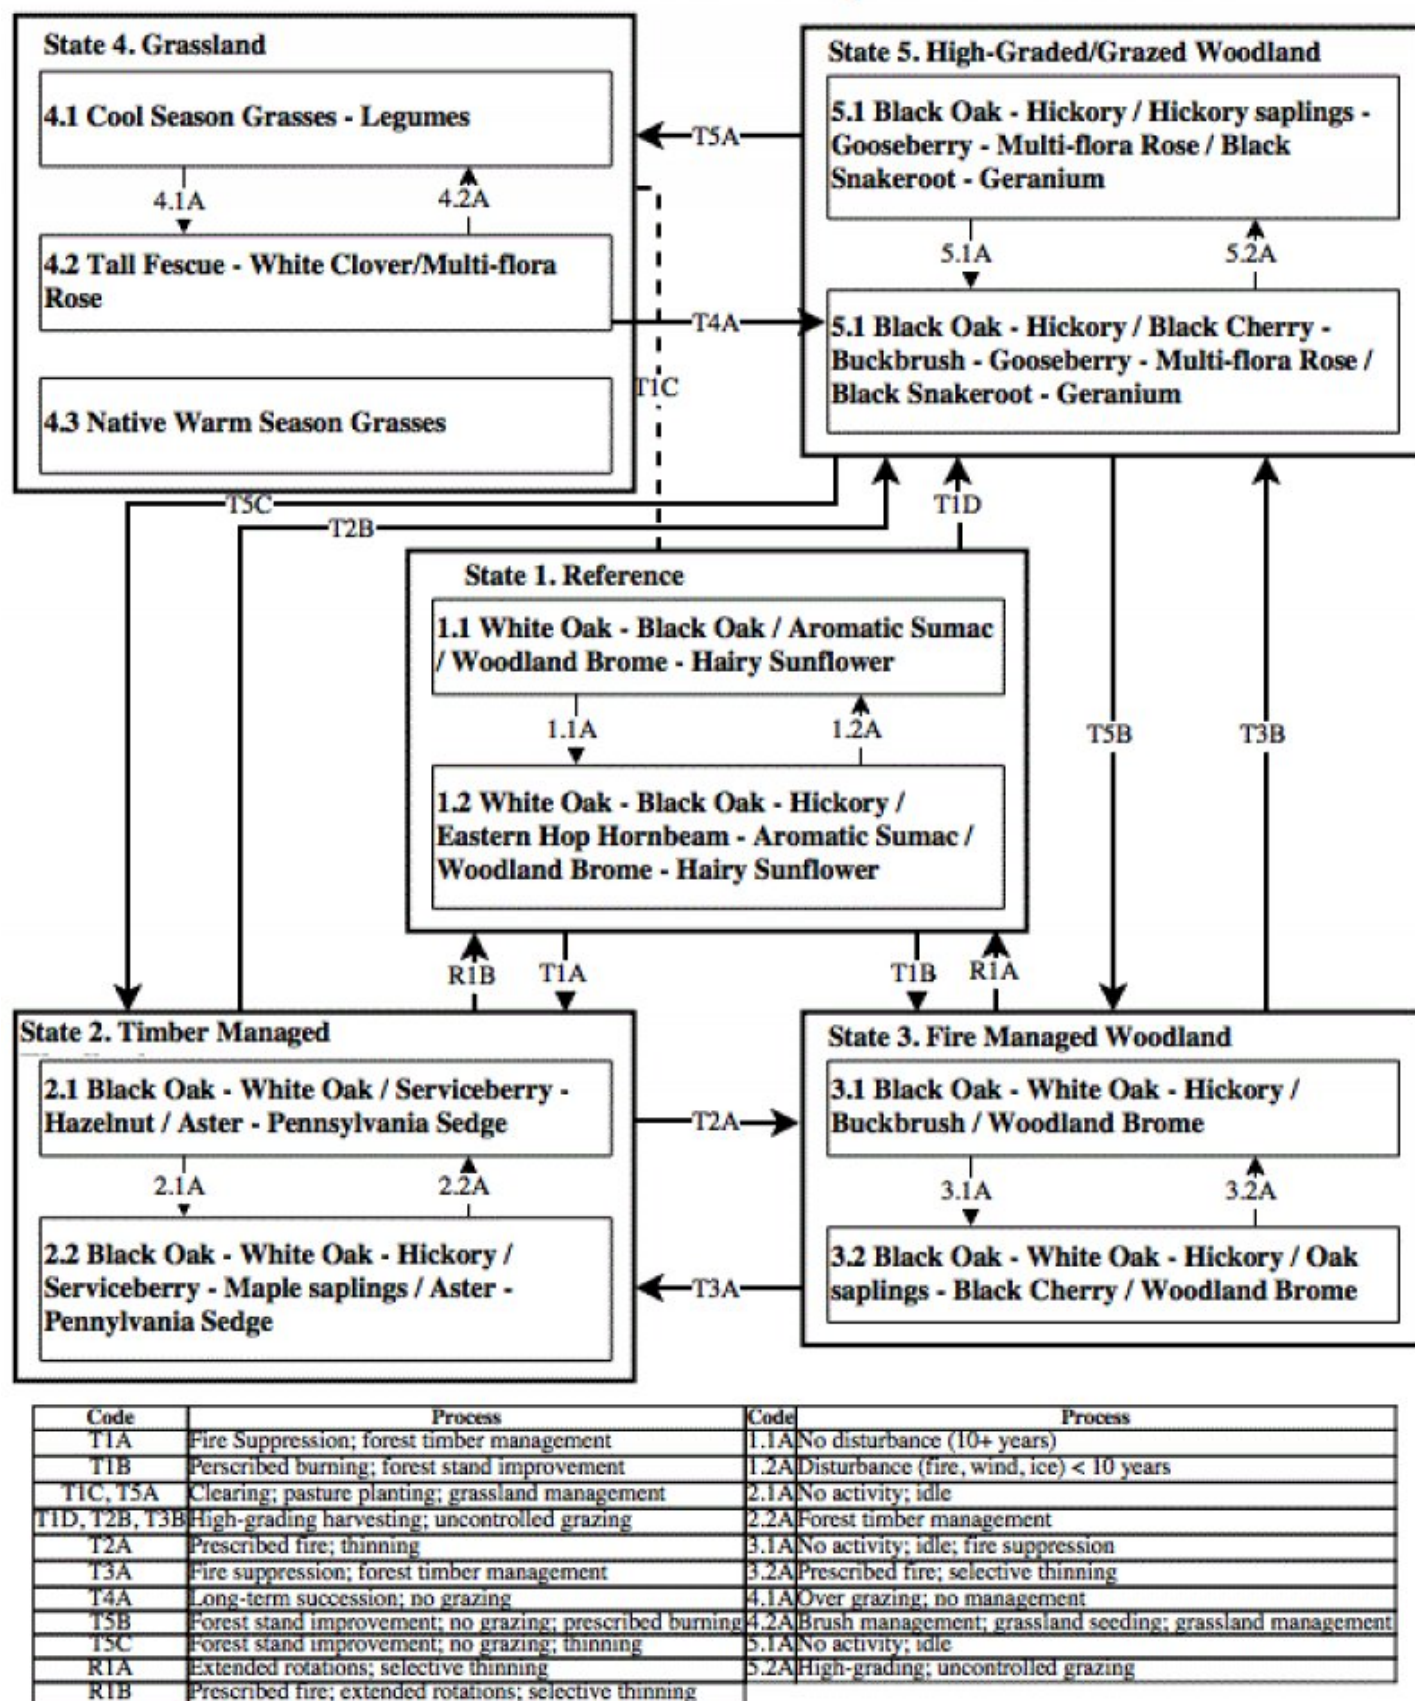 State 4. Grassland
4.1 Cool Season Grasses - Legumes
4.1A
4.2A
4.2 Tall Fescue - White Clover/Multi-flora
Rose
4.3 Native Warm Season Grasses
T5A
T4A
T1C
State 5. High-Graded/Grazed Woodland
5.1 Black Oak - Hickory / Hickory saplings -
Gooseberry - Multi-flora Rose / Black
Snakeroot - Geranium
5.1A
5.2A
5.1 Black Oak - Hickory / Black Cherry -
Buckbrush - Gooseberry - Multi-flora Rose /
Black Snakeroot - Geranium
T5C
T2B
T1D
State 1. Reference
1.1 White Oak - Black Oak / Aromatic Sumac
/ Woodland Brome - Hairy Sunflower
1.1A
1.2A
1.2 White Oak - Black Oak - Hickory /
Eastern Hop Hornbeam - Aromatic Sumac /
Woodland Brome - Hairy Sunflower
T5B
T3B
R1B
T1A
T1B
R1A
State 2. Timber Managed
2.1 Black Oak - White Oak / Serviceberry -
Hazelnut / Aster - Pennsylvania Sedge
2.1A
2.2A
2.2 Black Oak - White Oak - Hickory /
Serviceberry - Maple saplings / Aster -
Pennylvania Sedge
T2A
T3A
State 3. Fire Managed Woodland
3.1 Black Oak - White Oak - Hickory /
Buckbrush / Woodland Brome
3.1A
3.2A
3.2 Black Oak - White Oak - Hickory / Oak
saplings - Black Cherry / Woodland Brome
Code Process Code Process
T1A Fire Suppression; forest timber management 1.1A No disturbance (10+ years)
T1B Perscribed burning; forest stand improvement 1.2A Disturbance (fire, wind, ice) < 10 years
T1C, T5A Clearing; pasture planting; grassland management 2.1A No activity; idle
T1D, T2B, T3B High-grading harvesting; uncontrolled grazing 2.2A Forest timber management
T2A Prescribed fire; thinning 3.1A No activity; idle; fire suppression
T3A Fire suppression; forest timber management 3.2A Prescribed fire; selective thinning
T4A Long-term succession; no grazing 4.1A Over grazing; no management
T5B Forest stand improvement; no grazing; prescribed burning 4.2A Brush management; grassland seeding; grassland management
T5C Forest stand improvement; no grazing; thinning 5.1A No activity; idle
R1A Extended rotations; selective thinning 5.2A High-grading; uncontrolled grazing
R1B Prescribed fire; extended rotations; selective thinning